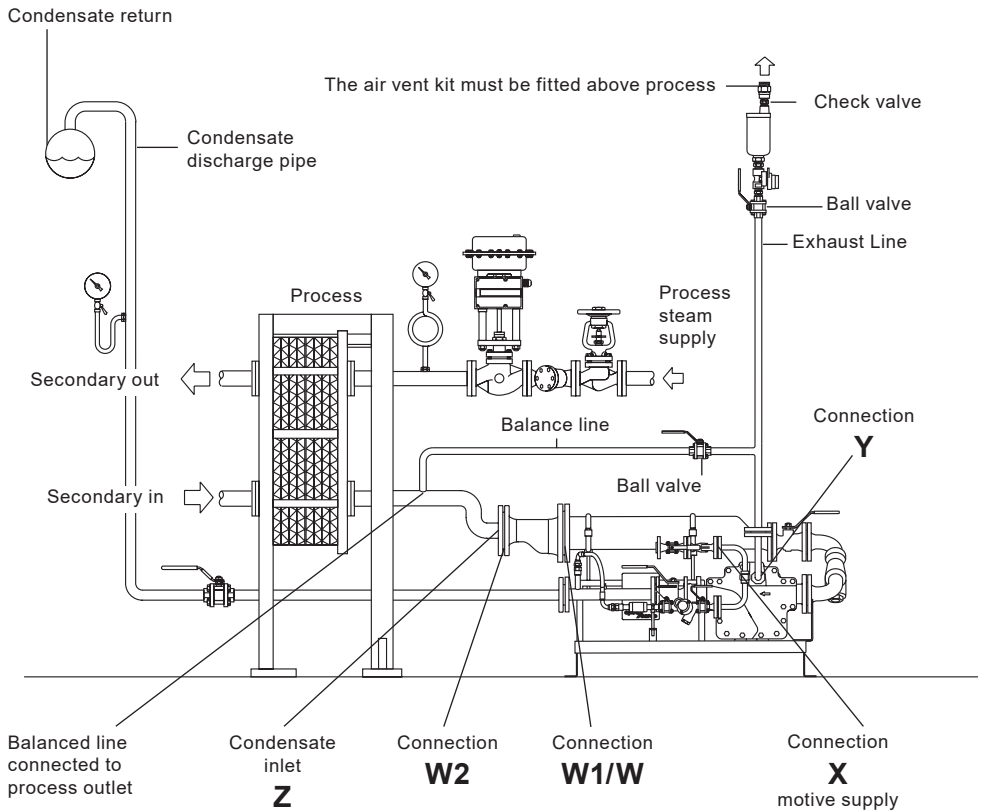 Condensate return
The air vent kit must be fitted above process
Check valve
Condensate
discharge pipe
Ball valve
Exhaust Line
Process
Process
steam
supply
Secondary out
Balance line
Connection
Y
Secondary in
Ball valve
Balanced line
connected to
process outlet
Condensate
inlet
Z
Connection
W2
Connection
W1/W
Connection
X
motive supply